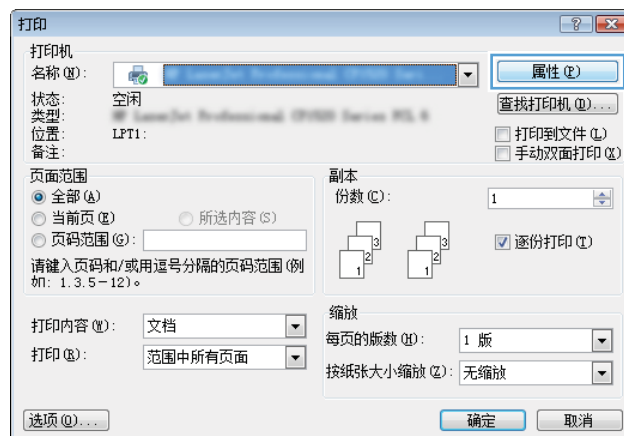 打印
打印机
名称(N):
属性(P)
状态: 空闲
类型:
查找打印机(D)...
位置: LPT1:
备注:
打印到文件(L)
手动双面打印(X)
页面范围
全部(A)
当前页(E) 所选内容(S)
页码范围(G):
请键入页码和/或用逗号分隔的页码范围(例
如: 1.3.5-12)。
副本
份数(C): 1
1 2 3 1 2 3
逐份打印(T)
打印内容(W): 文档
打印(R): 范围中所有页面
缩放
每页的版数(H): 1 版
按纸张大小缩放(Z): 无缩放
选项(O)...
确定 取消